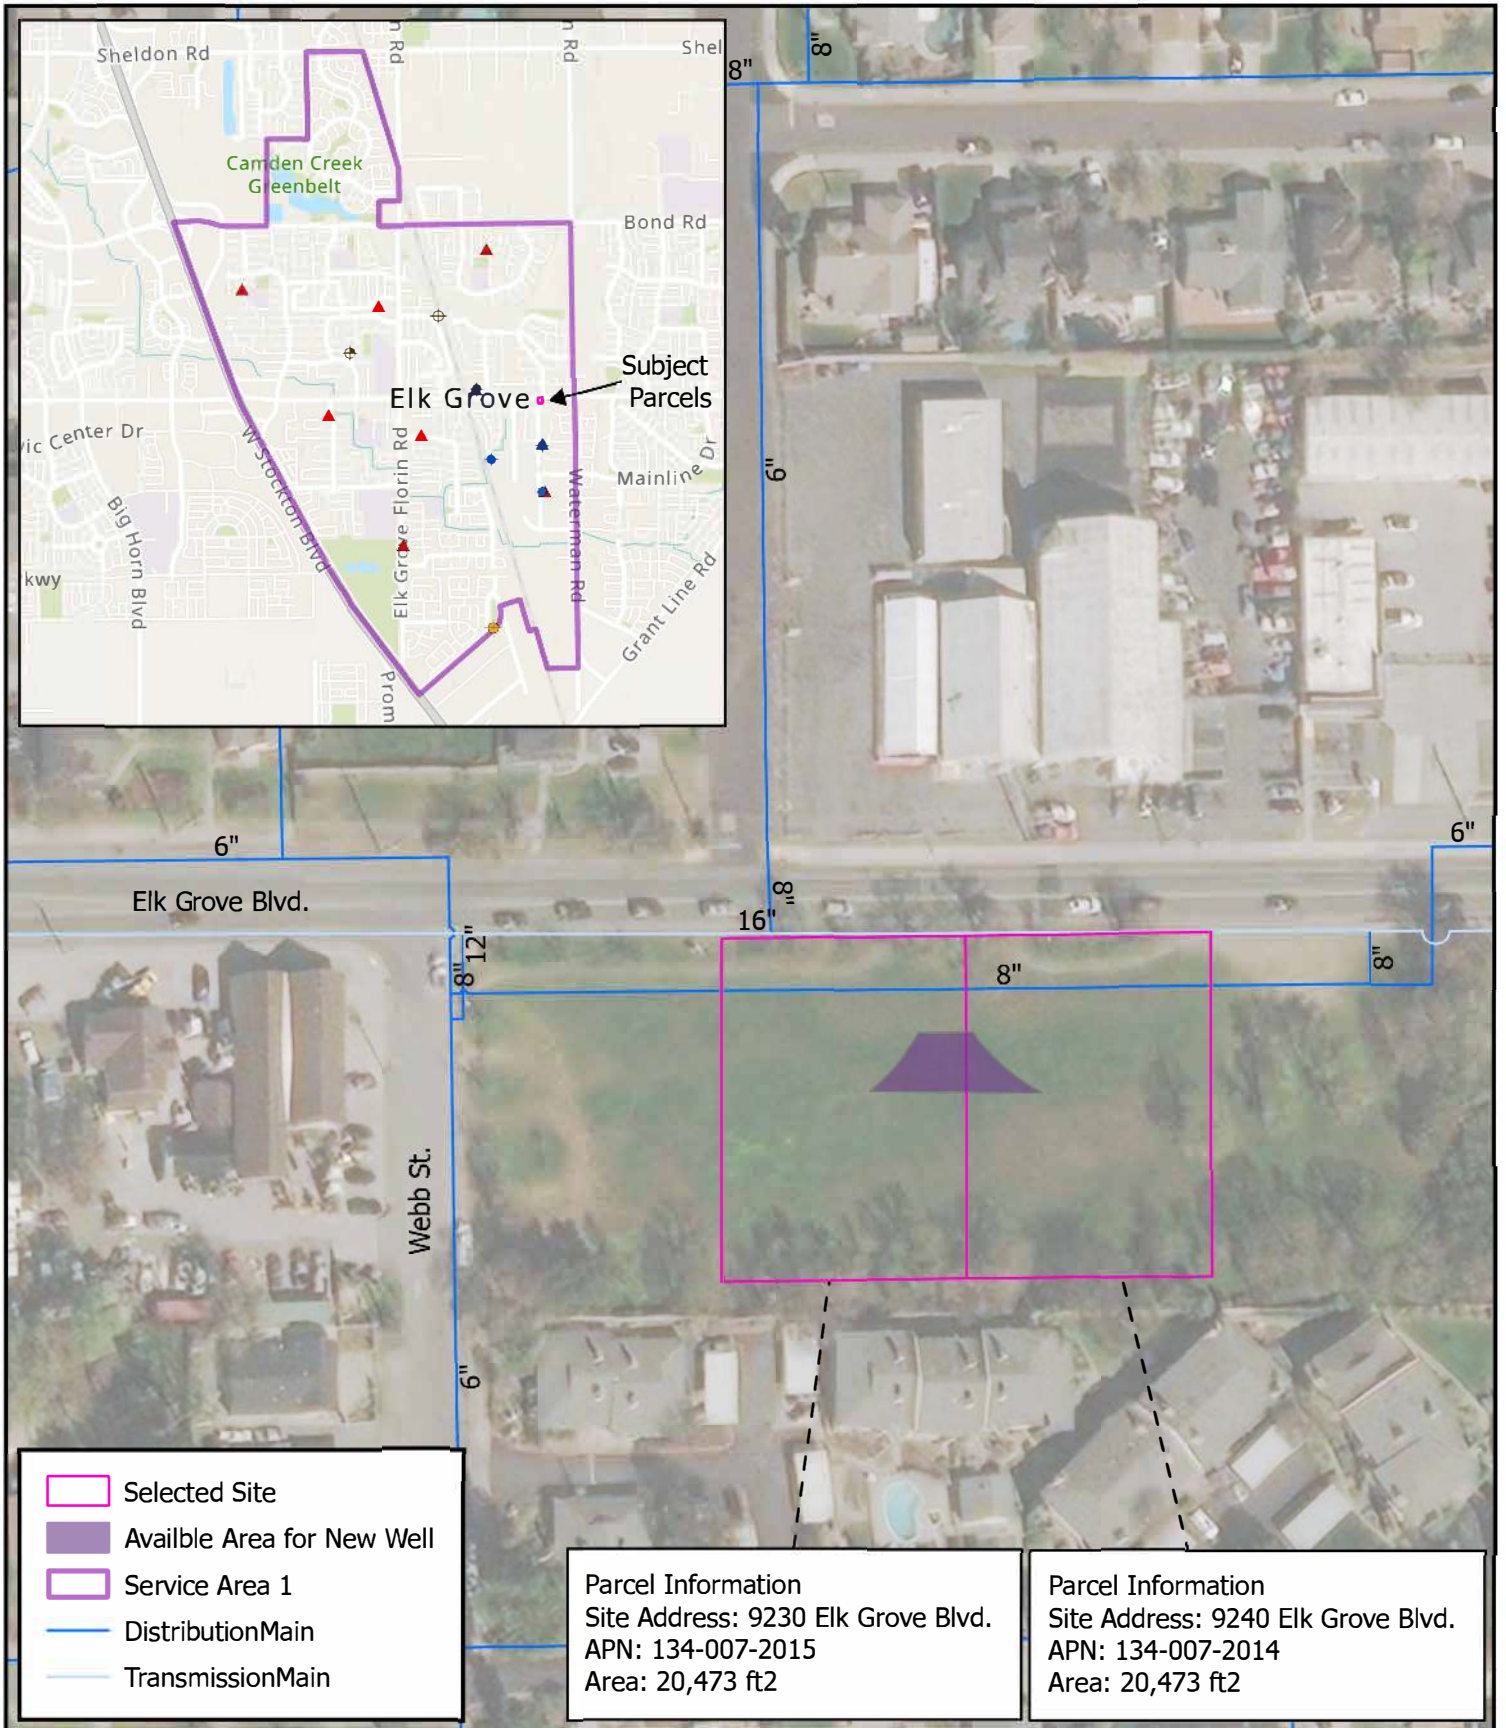 Sheldon Rd
n Rd
n Rd
Shel
Camden Creek
Greenbelt
Bond Rd
Subject
Parcels
Elk Grove
vic Center Dr
W Stockton Blvd
Elk Grove Florin Rd
Waterman Rd
Mainline Dr
Big Horn Blvd
kwy
Grant Line Rd
Prom
8"
8"
6"
6"
6"
Elk Grove Blvd.
8"
16"
12"
8"
8"
8"
Webb St.
6"
Selected Site
Availble Area for New Well
Service Area 1
DistributionMain
TransmissionMain
Parcel Information
Site Address: 9230 Elk Grove Blvd.
APN: 134-007-2015
Area: 20,473 ft2
Parcel Information
Site Address: 9240 Elk Grove Blvd.
APN: 134-007-2014
Area: 20,473 ft2